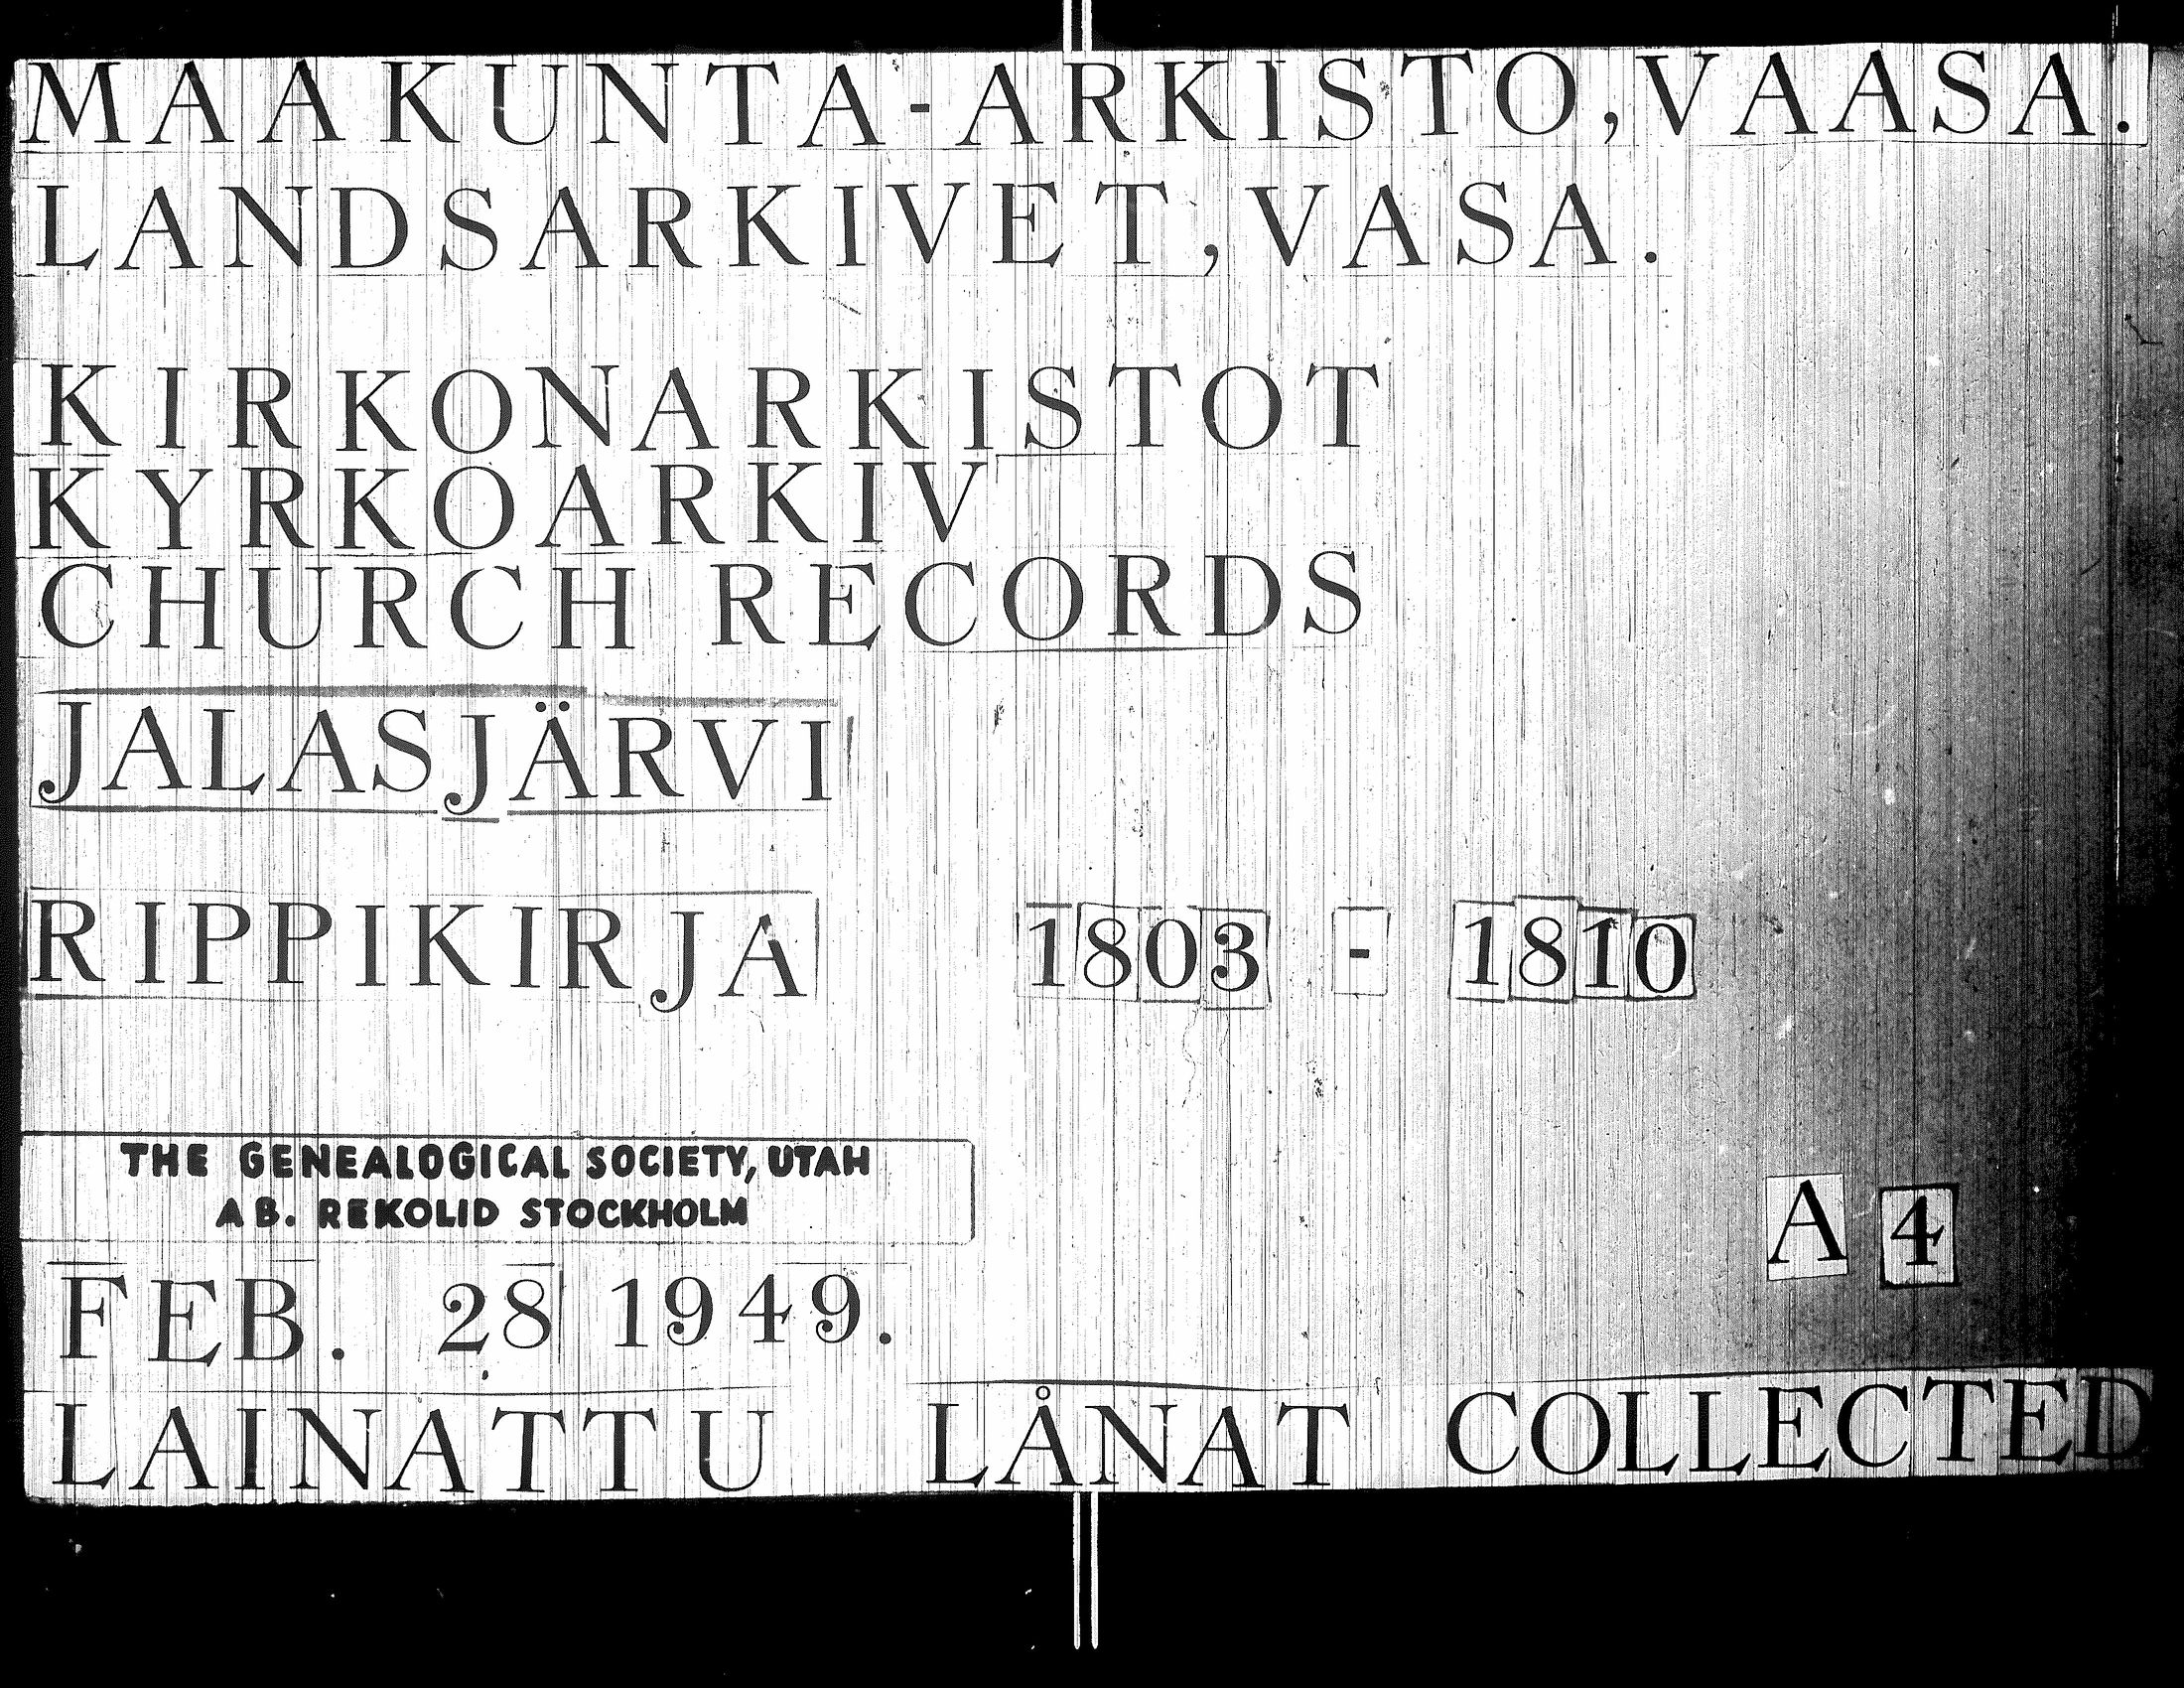 MAAKUNTA-ARKISTO, VAASA.
LANDSARKIVET, VASA.
KIRKONARKISTOT
KYRKOARKIV
CHURCH RECORDS
JALASJÄRVI
RIPPIKIRJA 1803 - 1810
THE GENEALOGICAL SOCIETY, UTAH
AB. REKOLID STOCKHOLM
A 4
FEB. 28 1949.
LAINATTU LÅNAT COLLECTED